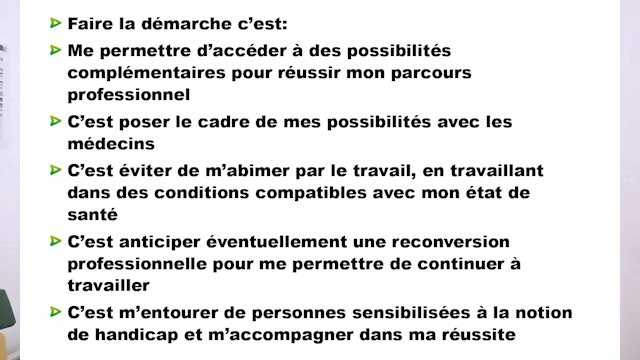 Faire la démarche c’est:
Me permettre d’accéder à des possibilités
complémentaires pour réussir mon parcours
professionnel
C’est poser le cadre de mes possibilités avec les
médecins
C’est éviter de m’abimer par le travail, en travaillant
dans des conditions compatibles avec mon état de
santé
C’est anticiper éventuellement une reconversion
professionnelle pour me permettre de continuer à
travailler
C’est m’entourer de personnes sensibilisées à la notion
de handicap et m’accompagner dans ma réussite